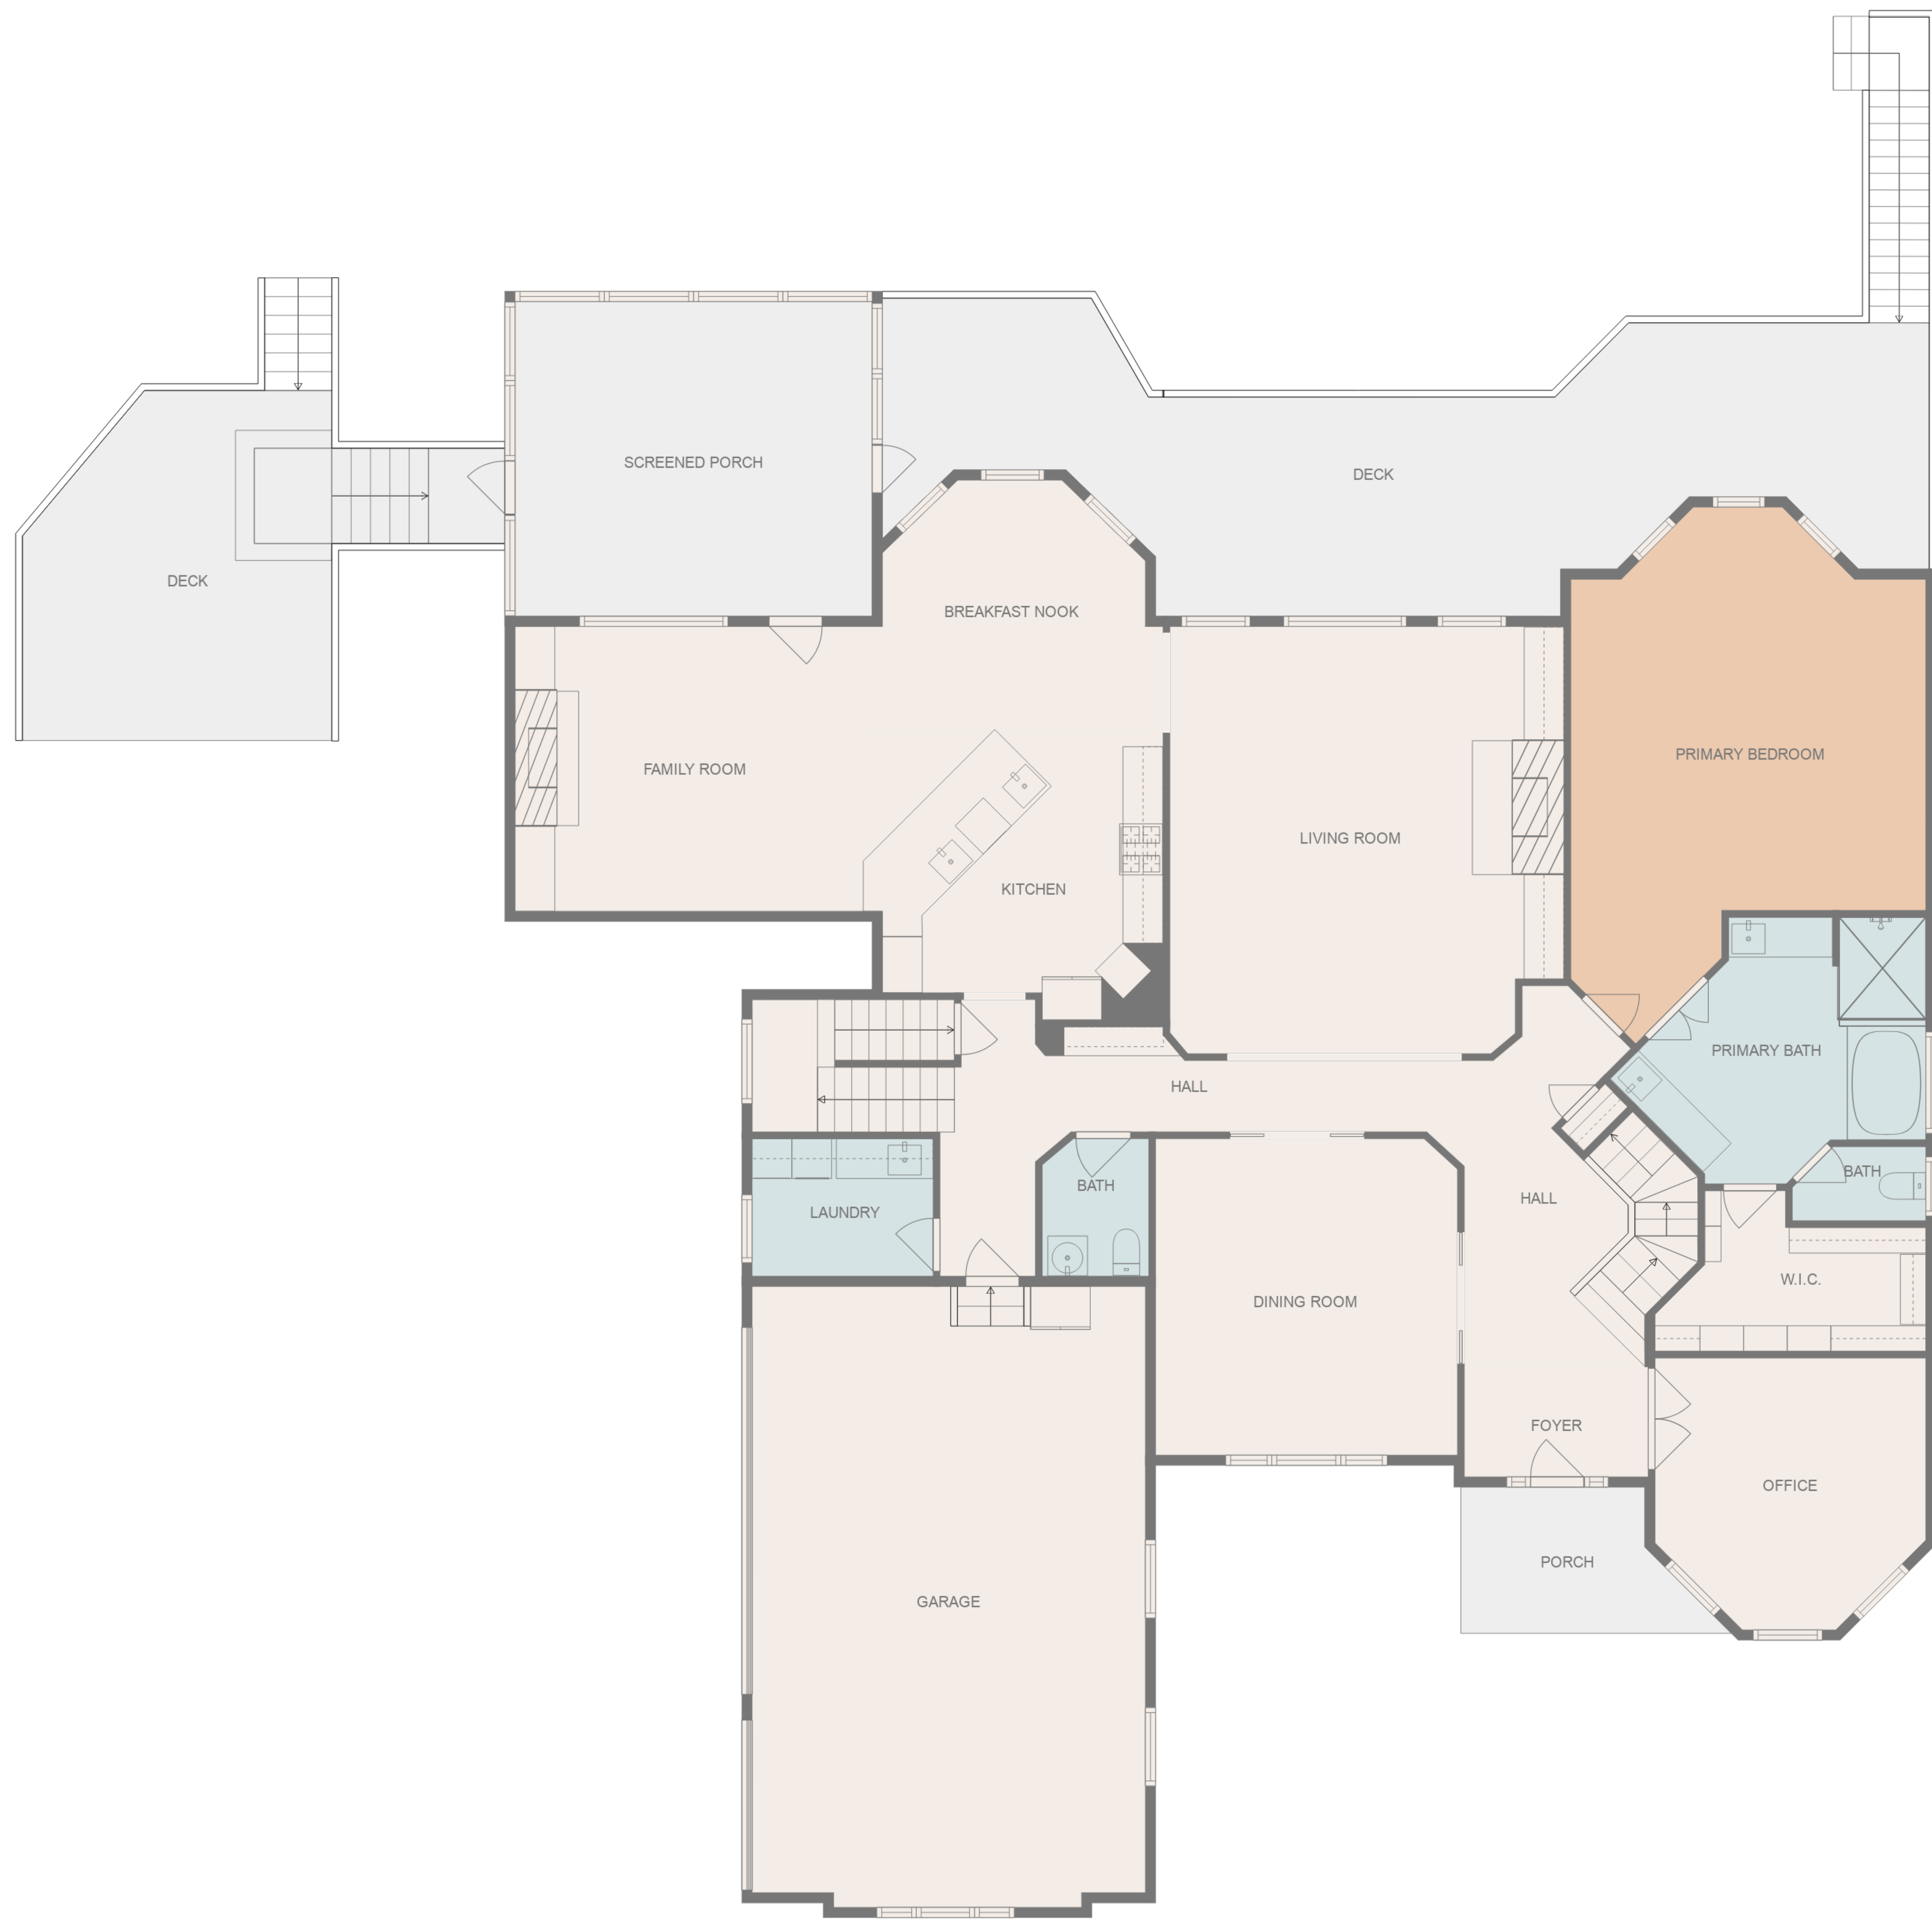 SCREENED PORCH
DECK
DECK
BREAKFAST NOOK
PRIMARY BEDROOM
FAMILY ROOM
LIVING ROOM
KITCHEN
PRIMARY BATH
HALL
BATH
BATH
HALL
LAUNDRY
W.I.C.
DINING ROOM
FOYER
OFFICE
PORCH
GARAGE